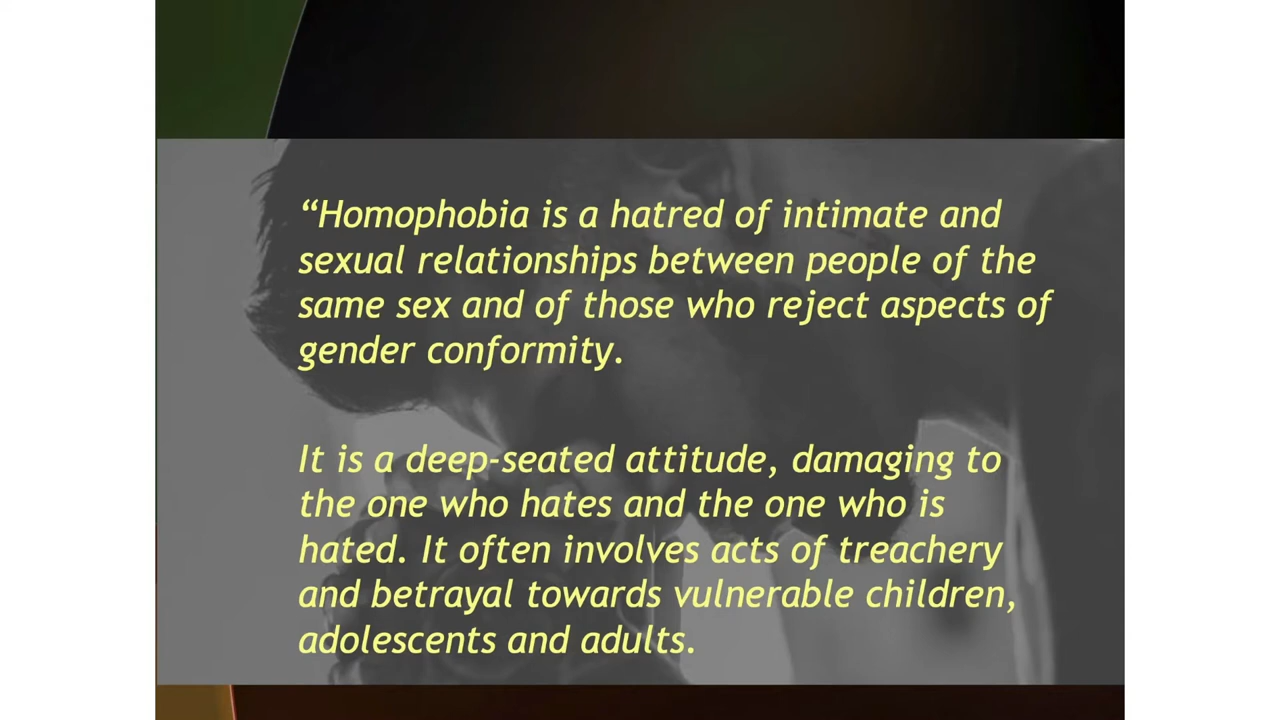 “Homophobia is a hatred of intimate and
sexual relationships between people of the
same sex and of those who reject aspects of
gender conformity.
It is a deep-seated attitude, damaging to
the one who hates and the one who is
hated. It often involves acts of treachery
and betrayal towards vulnerable children,
adolescents and adults.